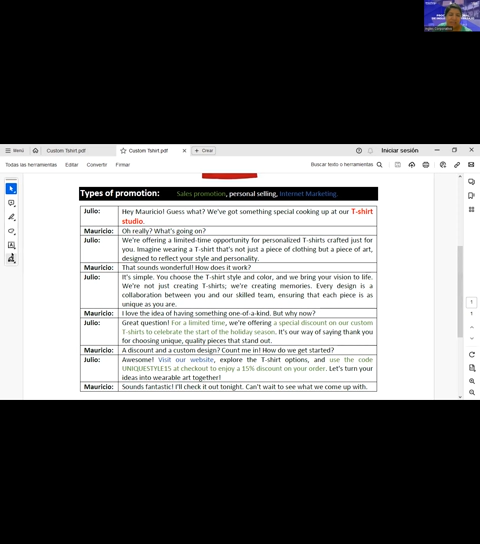 Menú
Custom Tshirt.pdf
Custom Tshirt.pdf
×
+ Crear
Iniciar sesión
Todas las herramientas
Editar
Convertir
Firmar
Buscar texto o herramientas
Types of promotion: Sales promotion, personal selling, Internet Marketing.
Julio: Hey Mauricio! Guess what? We've got something special cooking up at our T-shirt
studio.
Mauricio: Oh really? What's going on?
Julio: We're offering a limited-time opportunity for personalized T-shirts crafted just for
you. Imagine wearing a T-shirt that's not just a piece of clothing but a piece of art,
designed to reflect your style and personality.
Mauricio: That sounds wonderful! How does it work?
Julio: It's simple. You choose the T-shirt style and color, and we bring your vision to life.
We're not just creating T-shirts; we're creating memories. Every design is a
collaboration between you and our skilled team, ensuring that each piece is as
unique as you are.
Mauricio: I love the idea of having something one-of-a-kind. But why now?
Julio: Great question! For a limited time, we're offering a special discount on our custom
T-shirts to celebrate the start of the holiday season. It's our way of saying thank you
for choosing unique, quality pieces that stand out.
Mauricio: A discount and a custom design? Count me in! How do we get started?
Julio: Awesome! Visit our website, explore the T-shirt options, and use the code
UNIQUESTYLE15 at checkout to enjoy a 15% discount on your order. Let's turn your
ideas into wearable art together!
Mauricio: Sounds fantastic! I'll check it out tonight. Can't wait to see what we come up with.
1
1